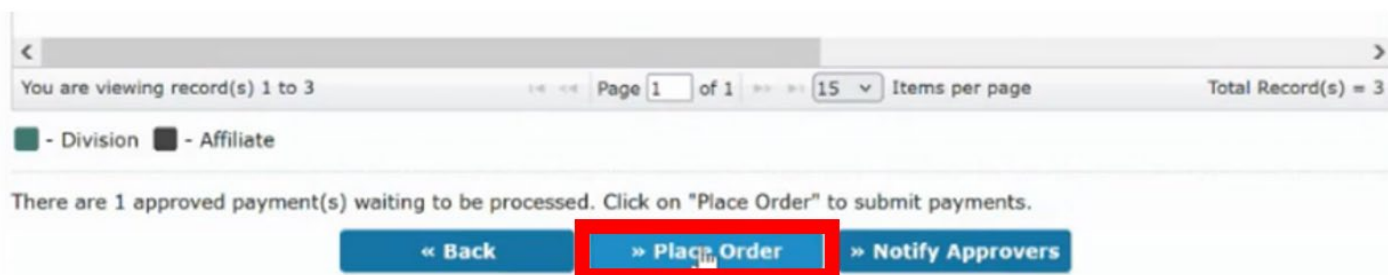 You are viewing record(s) 1 to 3 Page 1 of 1 15 Items per page Total Record(s) = 3
- Division - Affiliate
There are 1 approved payment(s) waiting to be processed. Click on "Place Order" to submit payments.
« Back » Place Order » Notify Approvers